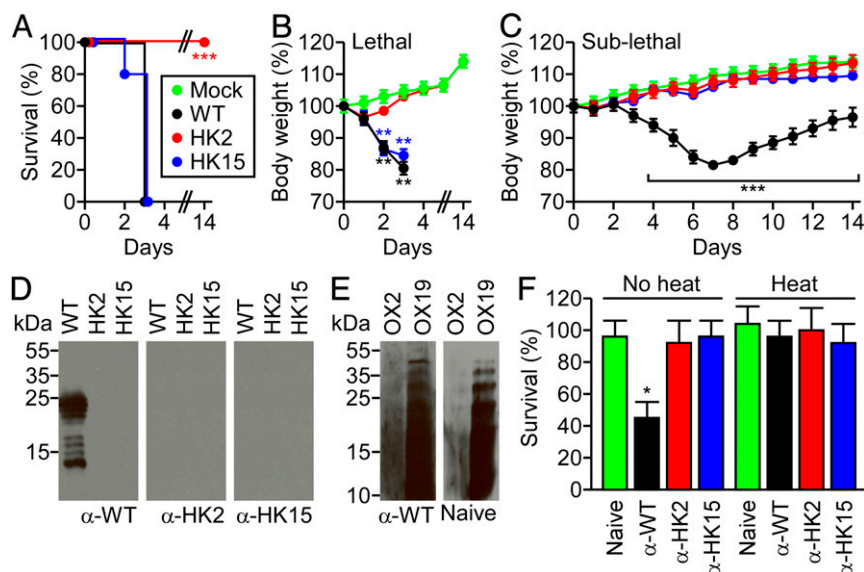 A
Survival (%)
120
100
80
60
40
20
0
***
Mock
WT
HK2
HK15
0 2 4 14
Days
B
Lethal
Body weight (%)
120
110
100
90
80
70
**
**
**
**
0 2 4 14
Days
C
Sub-lethal
Body weight (%)
120
110
100
90
80
70
***
0 2 4 6 8 10 12 14
Days
D
kDa
WT HK2 HK15 WT HK2 HK15 WT HK2 HK15
55
35
25
15
α-WT α-HK2 α-HK15
E
kDa
OX2 OX19 OX2 OX19
55
35
25
15
10
α-WT Naive
F
No heat Heat
Survival (%)
120
100
80
60
40
20
0
*
Naive α-WT α-HK2 α-HK15 Naive α-WT α-HK2 α-HK15